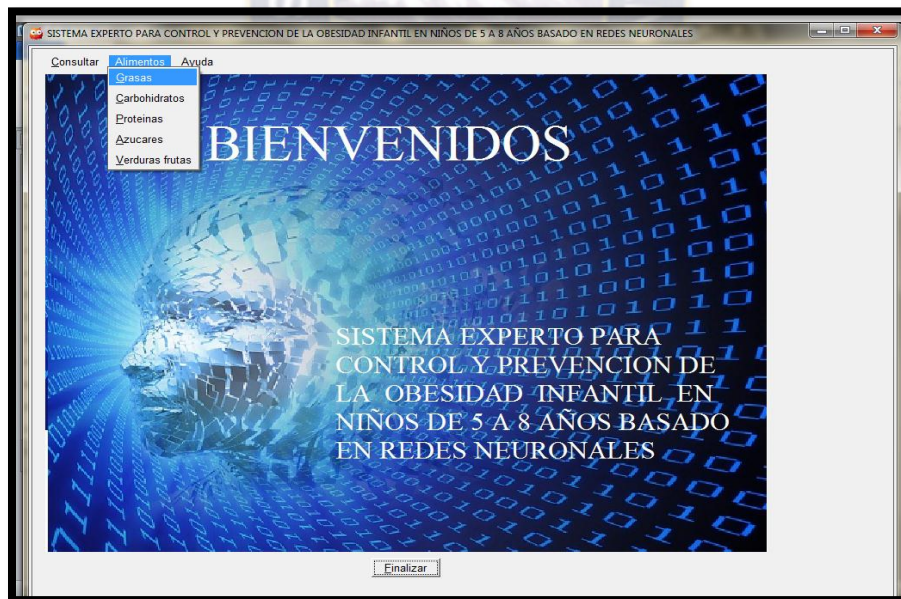 SISTEMA EXPERTO PARA CONTROL Y PREVENCION DE LA OBESIDAD INFANTIL EN NIÑOS DE 5 A 8 AÑOS BASADO EN REDES NEURONALES
Consultar Alimentos Ayuda
Grasas
Carbohidratos
Proteinas
Azucares
Verduras frutas
BIENVENIDOS
SISTEMA EXPERTO PARA
CONTROL Y PREVENCION DE
LA OBESIDAD INFANTIL EN
NIÑOS DE 5 A 8 AÑOS BASADO
EN REDES NEURONALES
Finalizar